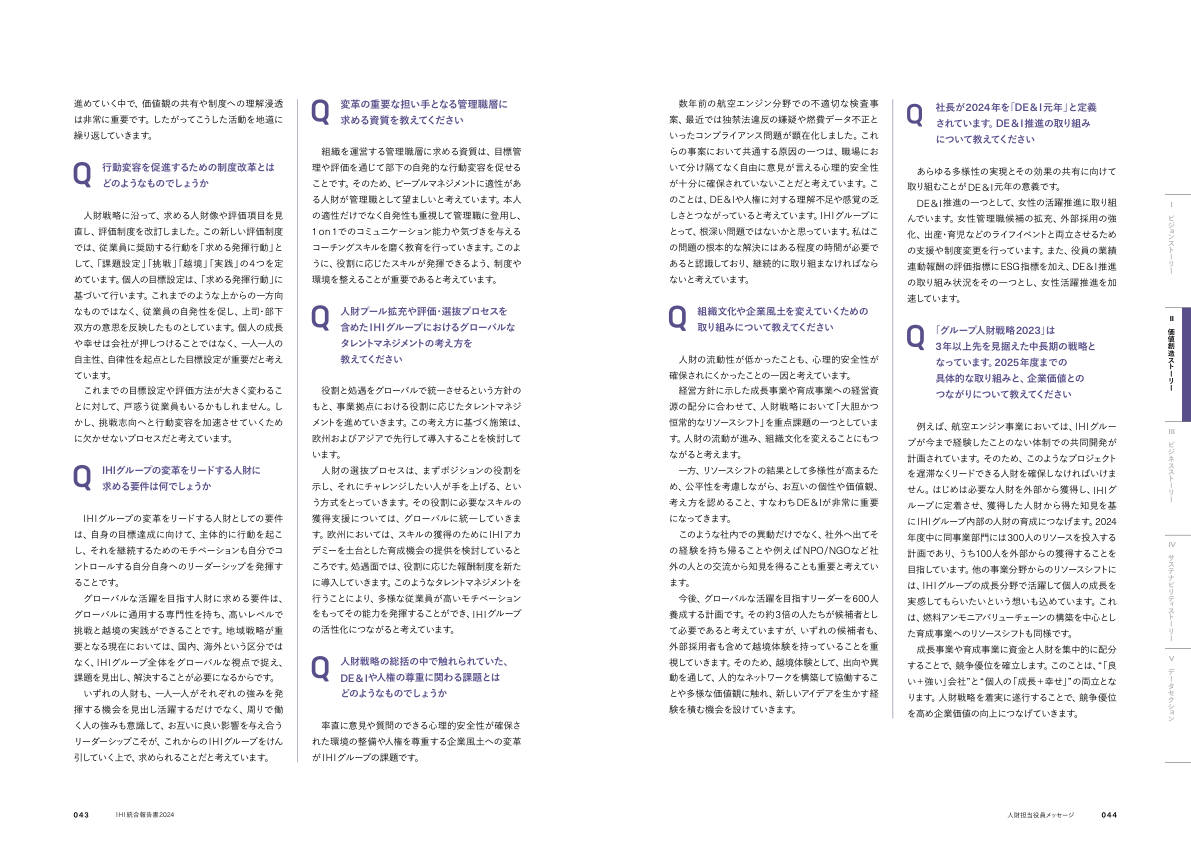 進めていく中で、価値観の共有や制度への理解浸透
は非常に重要です。したがってこうした活動を地道に
繰り返していきます。
Q 行動変容を促進するための制度改革とは
どのようなものでしょうか
人財戦略に沿って、求める人財像や評価項目を見
直し、評価制度を改訂しました。この新しい評価制度
では、従業員に奨励する行動を「求める発揮行動」と
して、「課題設定」「挑戦」「越境」「実践」の4つを定
めています。個人の目標設定は、「求める発揮行動」に
基づいて行います。これまでのような上からの一方向
なものではなく、従業員の自発性を促し、上司・部下
双方の意思を反映したものとしています。個人の成長
や幸せは会社が押しつけることではなく、一人一人の
自主性、自律性を起点とした目標設定が重要だと考え
ています。
これまでの目標設定や評価方法が大きく変わるこ
とに対して、戸惑う従業員もいるかもしれません。し
かし、挑戦志向へと行動変容を加速させていくため
に欠かせないプロセスだと考えています。
Q IHIグループの変革をリードする人財に
求める要件は何でしょうか
IHIグループの変革をリードする人財としての要件
は、自身の目標達成に向けて、主体的に行動を起こ
し、それを継続するためのモチベーションも自分でコ
ントロールする自分自身へのリーダーシップを発揮す
ることです。
グローバルな活躍を目指す人財に求める要件は、
グローバルに通用する専門性を持ち、高いレベルで
挑戦と越境の実践ができることです。地域戦略が重
要となる現在においては、国内、海外という区分では
なく、IHIグループ全体をグローバルな視点で捉え、
課題を見出し、解決することが必要になるからです。
いずれの人財も、一人一人がそれぞれの強みを発
揮する機会を見出し活躍するだけでなく、周りで働
く人の強みも意識して、お互いに良い影響を与え合う
リーダーシップこそが、これからのIHIグループをけん
引していく上で、求められることだと考えています。
Q 変革の重要な担い手となる管理職層に
求める資質を教えてください
組織を運営する管理職層に求める資質は、目標管
理や評価を通じて部下の自発的な行動変容を促せる
ことです。そのため、ピープルマネジメントに適性があ
る人財が管理職として望ましいと考えています。本人
の適性だけでなく自発性も重視して管理職に登用し、
1on1でのコミュニケーション能力や気づきを与える
コーチングスキルを磨く教育を行っていきます。このよ
うに、役割に応じたスキルが発揮できるよう、制度や
環境を整えることが重要であると考えています。
Q 人財プール拡充や評価・選抜プロセスを
含めたIHIグループにおけるグローバルな
タレントマネジメントの考え方を
教えてください
役割と処遇をグローバルで統一させるという方針の
もと、事業拠点における役割に応じたタレントマネジ
メントを進めていきます。この考え方に基づく施策は、
欧州およびアジアで先行して導入することを検討して
います。
人財の選抜プロセスは、まずポジションの役割を
示し、それにチャレンジしたい人が手を上げる、とい
う方式をとっていきます。その役割に必要なスキルの
獲得支援については、グローバルに統一していきま
す。欧州においては、スキルの獲得のためにIHIアカ
デミーを土台とした育成機会の提供を検討していると
ころです。処遇面では、役割に応じた報酬制度を新た
に導入していきます。このようなタレントマネジメントを
行うことにより、多様な従業員が高いモチベーション
をもってその能力を発揮することができ、IHIグループ
の活性化につながると考えています。
Q 人財戦略の総括の中で触れられていた、
DE&Iや人権の尊重に関わる課題とは
どのようなものでしょうか
率直に意見や質問のできる心理的安全性が確保さ
れた環境の整備や人権を尊重する企業風土への変革
がIHIグループの課題です。
数年前の航空エンジン分野での不適切な検査事
案、最近では独禁法違反の嫌疑や燃費データ不正と
いったコンプライアンス問題が顕在化しました。これ
らの事案において共通する原因の一つは、職場にお
いて分け隔てなく自由に意見が言える心理的安全性
が十分に確保されていないことだと考えています。こ
のことは、DE&Iや人権に対する理解不足や感覚の乏
しさとつながっていると考えています。IHIグループに
とって、根深い問題ではないかと思っています。私はこ
の問題の根本的な解決にはある程度の時間が必要で
あると認識しており、継続的に取り組まなければなら
ないと考えています。
Q 組織文化や企業風土を変えていくための
取り組みについて教えてください
人財の流動性が低かったことも、心理的安全性が
確保されにくかったことの一因と考えています。
経営方針に示した成長事業や育成事業への経営資
源の配分に合わせて、人財戦略において「大胆かつ
恒常的なリソースシフト」を重点課題の一つとしていま
す。人財の流動が進み、組織文化を変えることにもつ
ながると考えます。
一方、リソースシフトの結果として多様性が高まるた
め、公平性を考慮しながら、お互いの個性や価値観、
考え方を認めること、すなわちDE&Iが非常に重要
になってきます。
このような社内での異動だけでなく、社外へ出てそ
の経験を持ち帰ることや例えばNPO/NGOなど社
外の人との交流から知見を得ることも重要と考えてい
ます。
今後、グローバルな活躍を目指すリーダーを600人
養成する計画です。その約3倍の人たちが候補者とし
て必要であると考えていますが、いずれの候補者も、
外部採用者も含めて越境体験を持っていることを重
視していきます。そのため、越境体験として、出向や異
動を通して、人的なネットワークを構築して協働するこ
とや多様な価値観に触れ、新しいアイデアを生かす経
験を積む機会を設けていきます。
Q 社長が2024年を「DE&I元年」と定義
されています。DE&I推進の取り組み
について教えてください
あらゆる多様性の実現とその効果の共有に向けて
取り組むことがDE&I元年の意義です。
DE&I推進の一つとして、女性の活躍推進に取り組
んでいます。女性管理職候補の拡充、外部採用の強
化、出産・育児などのライフイベントと両立させるため
の支援や制度変更を行っています。また、役員の業績
連動報酬の評価指標にESG指標を加え、DE&I推進
の取り組み状況をその一つとし、女性活躍推進を加
速しています。
Q 「グループ人財戦略2023」は
3年以上先を見据えた中長期の戦略と
なっています。2025年度までの
具体的な取り組みと、企業価値との
つながりについて教えてください
例えば、航空エンジン事業においては、IHIグルー
プが今まで経験したことのない体制での共同開発が
計画されています。そのため、このようなプロジェクト
を遅滞なくリードできる人財を確保しなければいけま
せん。はじめは必要な人財を外部から獲得し、IHIグ
ループに定着させ、獲得した人財から得た知見を基
にIHIグループ内部の人財の育成につなげます。2024
年度中に同事業部門には300人のリソースを投入する
計画であり、うち100人を外部からの獲得することを
目指しています。他の事業分野からのリソースシフトに
は、IHIグループの成長分野で活躍して個人の成長を
実感してもらいたいという想いも込めています。これ
は、燃料アンモニアバリューチェーンの構築を中心とし
た育成事業へのリソースシフトも同様です。
成長事業や育成事業に資金と人財を集中的に配分
することで、競争優位を確立します。このことは、“「良
い＋強い」会社”と“個人の「成長＋幸せ」”の両立とな
ります。人財戦略を着実に遂行することで、競争優位
を高め企業価値の向上につなげていきます。
I ビジョンストーリー
II 価値創造ストーリー
III ビジネスストーリー
IV サステナビリティストーリー
V データセクション
043 IHI統合報告書2024
人財担当役員メッセージ 044